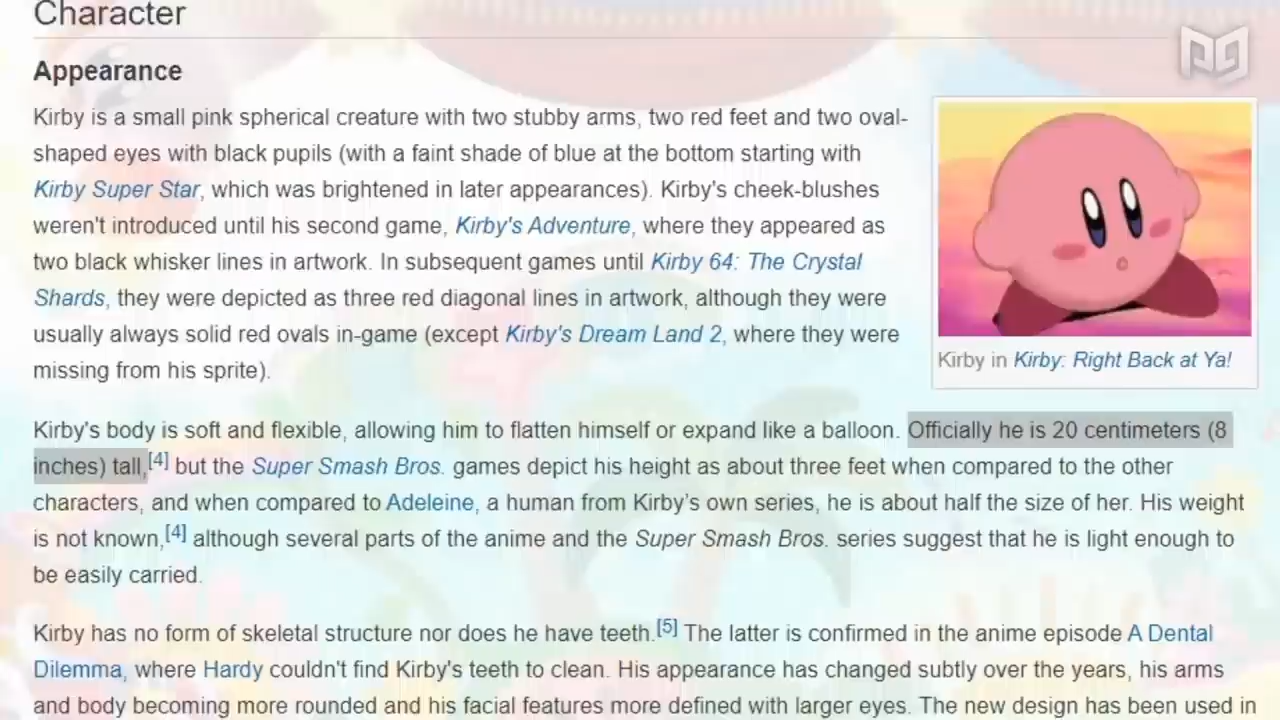 Character
Appearance
Kirby is a small pink spherical creature with two stubby arms, two red feet and two oval-
shaped eyes with black pupils (with a faint shade of blue at the bottom starting with
Kirby Super Star, which was brightened in later appearances). Kirby's cheek-blushes
weren't introduced until his second game, Kirby's Adventure, where they appeared as
two black whisker lines in artwork. In subsequent games until Kirby 64: The Crystal
Shards, they were depicted as three red diagonal lines in artwork, although they were
usually always solid red ovals in-game (except Kirby's Dream Land 2, where they were
missing from his sprite).
Kirby in Kirby: Right Back at Ya!
Kirby's body is soft and flexible, allowing him to flatten himself or expand like a balloon. Officially he is 20 centimeters (8
inches) tall,[4] but the Super Smash Bros. games depict his height as about three feet when compared to the other
characters, and when compared to Adeleine, a human from Kirby's own series, he is about half the size of her. His weight
is not known,[4] although several parts of the anime and the Super Smash Bros. series suggest that he is light enough to
be easily carried.
Kirby has no form of skeletal structure nor does he have teeth.[5] The latter is confirmed in the anime episode A Dental
Dilemma, where Hardy couldn't find Kirby's teeth to clean. His appearance has changed subtly over the years, his arms
and body becoming more rounded and his facial features more defined with larger eyes. The new design has been used in